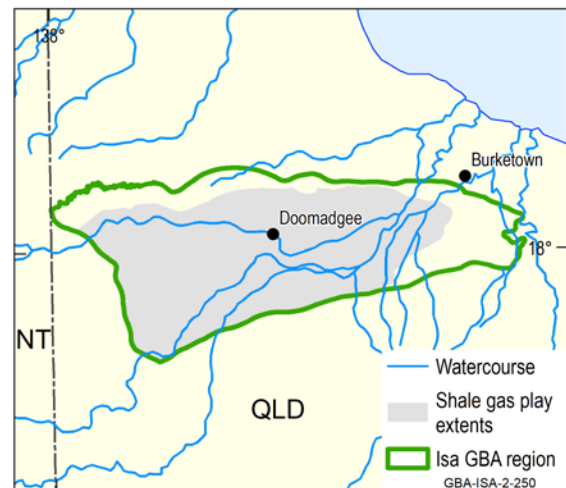 138°
Burketown
Doomadgee
18°
NT
QLD
Watercourse
Shale gas play
extents
Isa GBA region
GBA-ISA-2-250